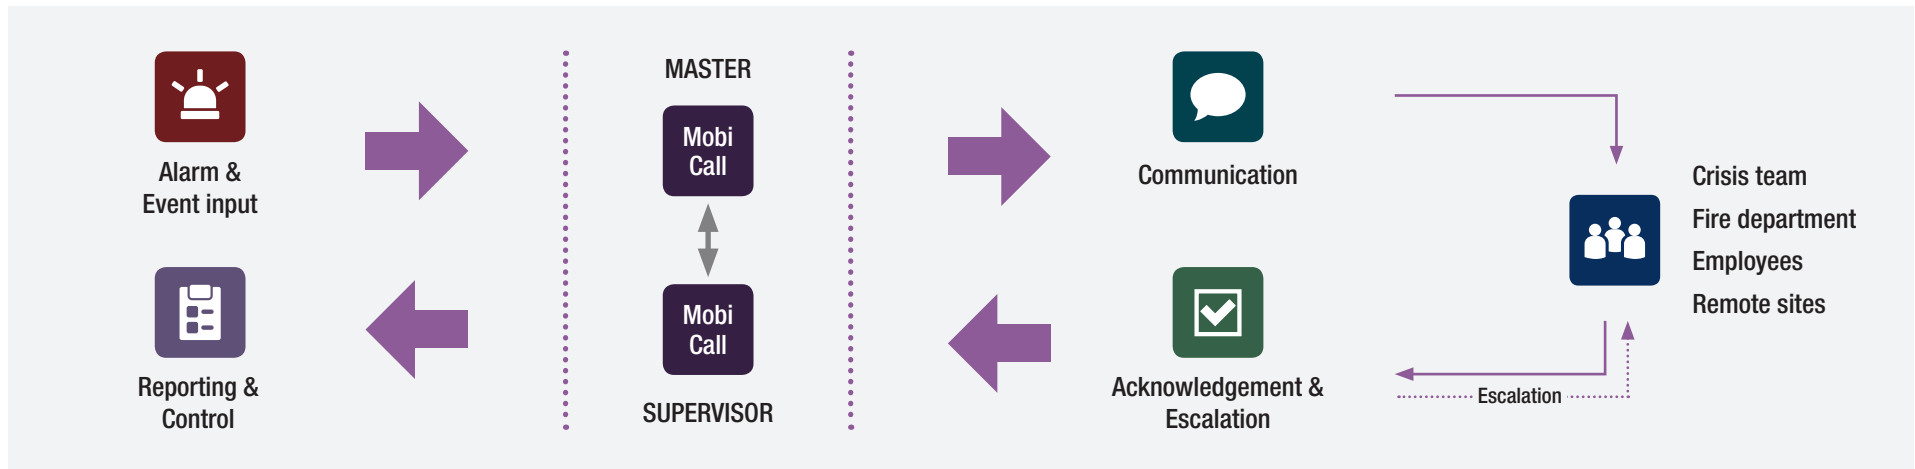 Alarm &
Event input
Reporting &
Control
MASTER
Mobi
Call
Mobi
Call
SUPERVISOR
Communication
Acknowledgement &
Escalation
Crisis team
Fire department
Employees
Remote sites
Escalation